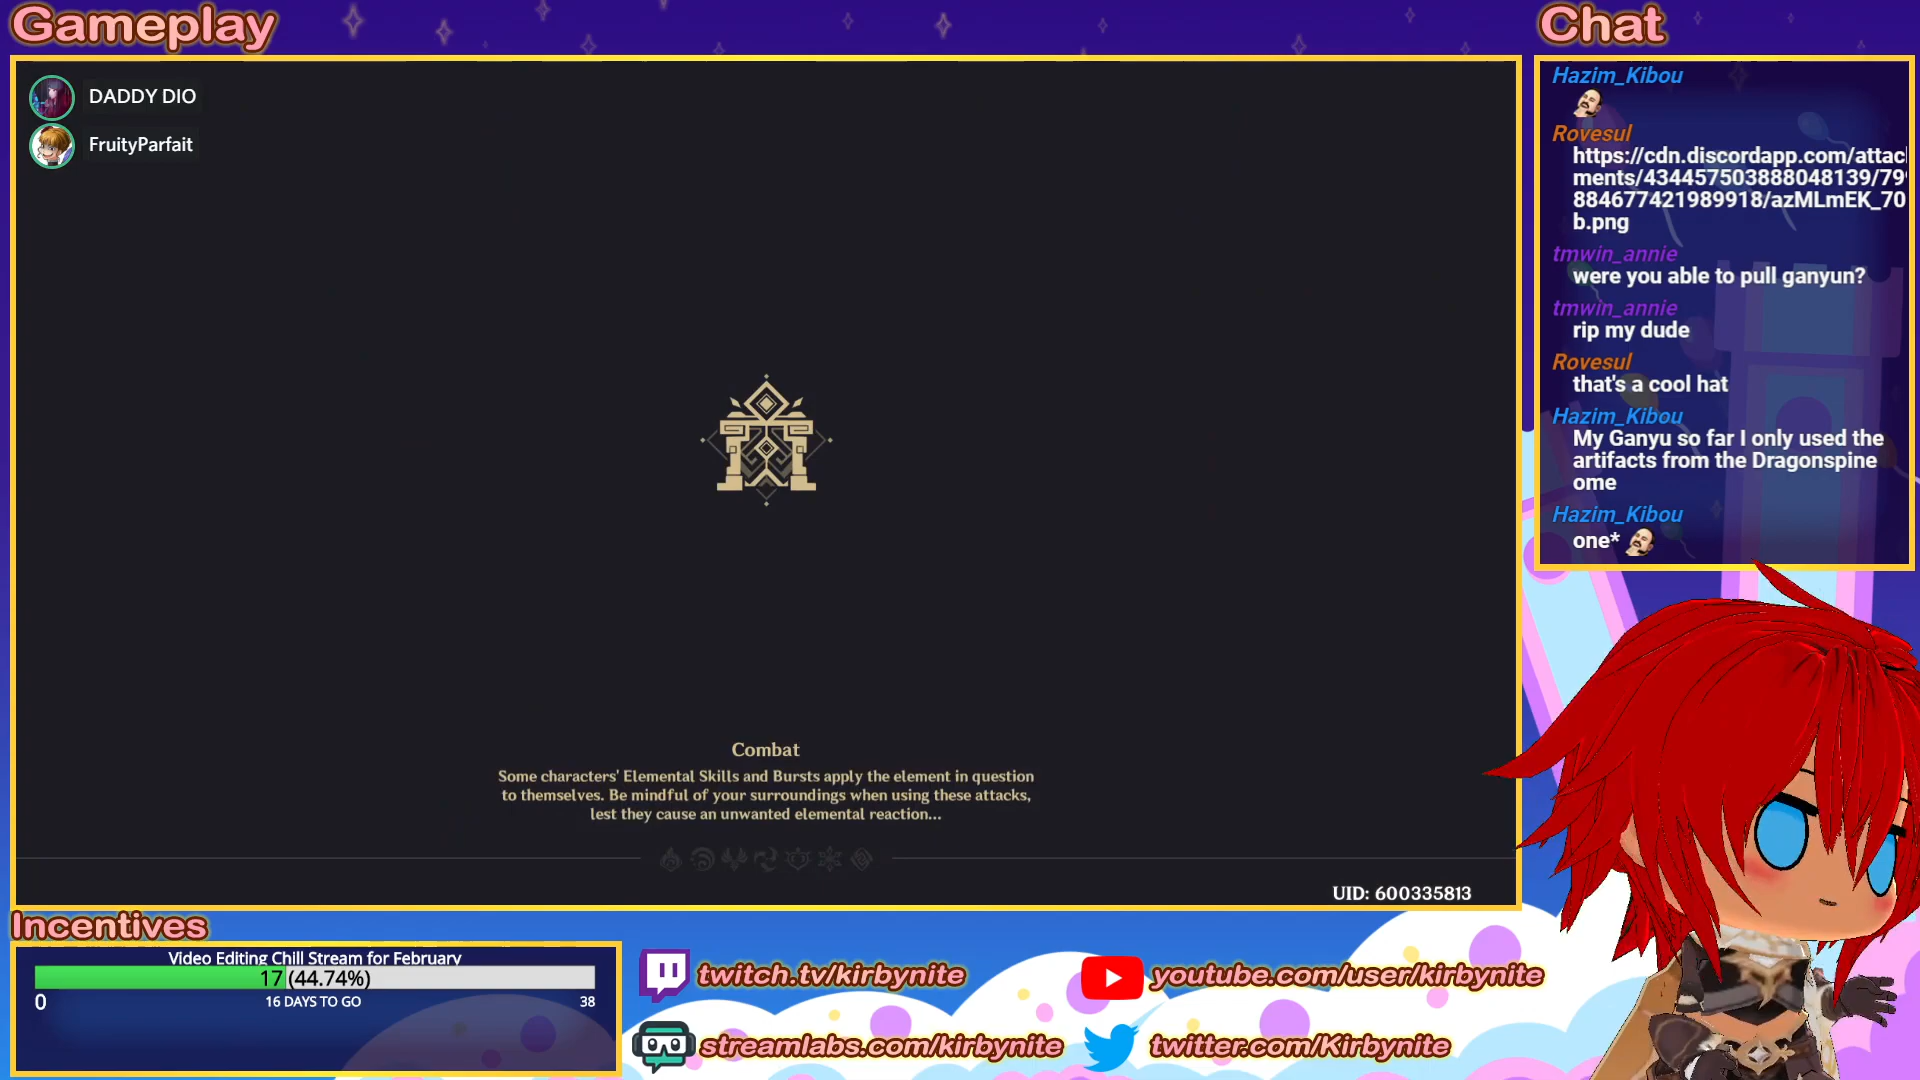 Gameplay
DADDY DIO
FruityParfait
Combat
Some characters' Elemental Skills and Bursts apply the element in question
to themselves. Be mindful of your surroundings when using these attacks,
lest they cause an unwanted elemental reaction...
UID: 600335813
Chat
Hazim_Kibou
Rovesul
https://cdn.discordapp.com/attac
ments/434457503888048139/79
884677421989918/azMLmEK_70
b.png
tmwin_annie
were you able to pull ganyun?
tmwin_annie
rip my dude
Rovesul
that's a cool hat
Hazim_Kibou
My Ganyu so far I only used the
artifacts from the Dragonspine
ome
Hazim_Kibou
one*
Incentives
Video Editing Chill Stream for February
17 (44.74%)
0 16 DAYS TO GO 38
twitch.tv/kirbynite
youtube.com/user/kirbynite
streamlabs.com/kirbynite
twitter.com/Kirbynite